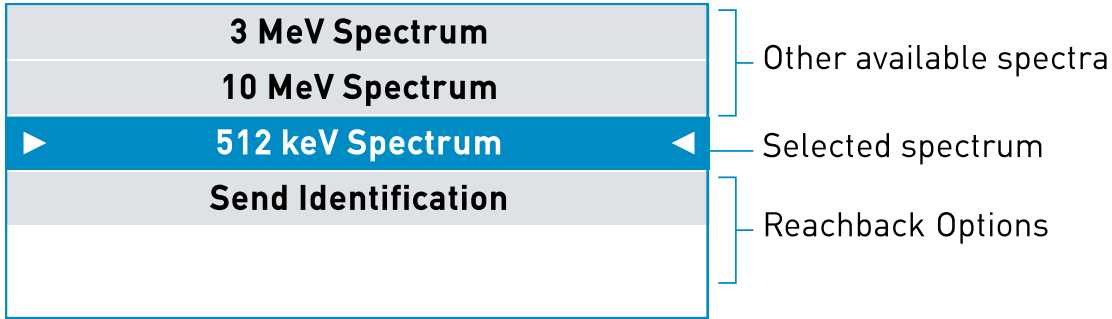 3 MeV Spectrum
10 MeV Spectrum
Other available spectra
512 keV Spectrum
Selected spectrum
Send Identification
Reachback Options